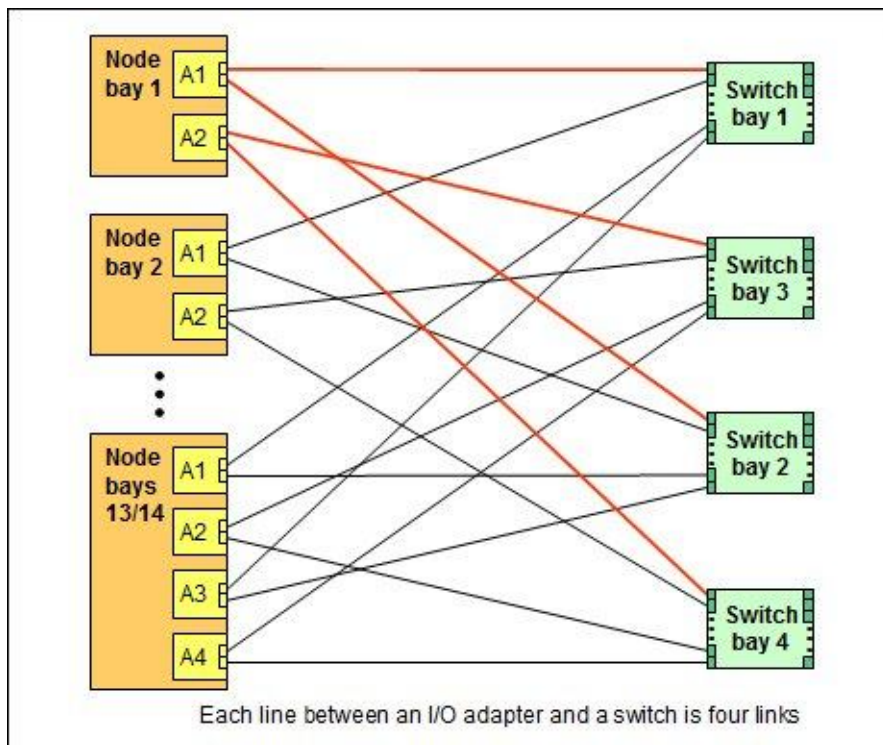 Node
bay 1
A1
A2
Node
bay 2
A1
A2
Node
bays
13/14
A1
A2
A3
A4
Switch
bay 1
Switch
bay 3
Switch
bay 2
Switch
bay 4
Each line between an I/O adapter and a switch is four links